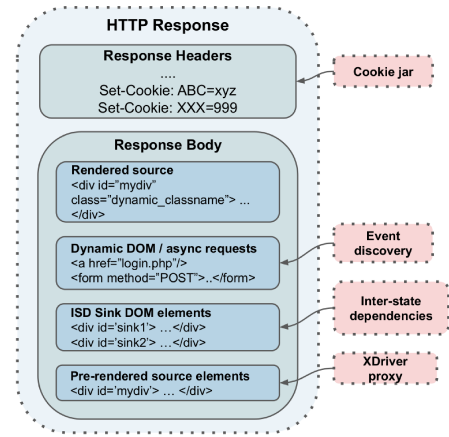 HTTP Response
Response Headers
....
Set-Cookie: ABC=xyz
Set-Cookie: XXX=999
Cookie jar
Response Body
Rendered source
<div id="mydiv"
class="dynamic_classname"> ...
</div>
Dynamic DOM / async requests
<a href="login.php"/>
<form method="POST">..</form>
Event
discovery
ISD Sink DOM elements
<div id='sink1'> ...</div>
<div id='sink2'> ...</div>
Inter-state
dependencies
Pre-rendered source elements
<div id='mydiv'> ... </div>
XDriver
proxy